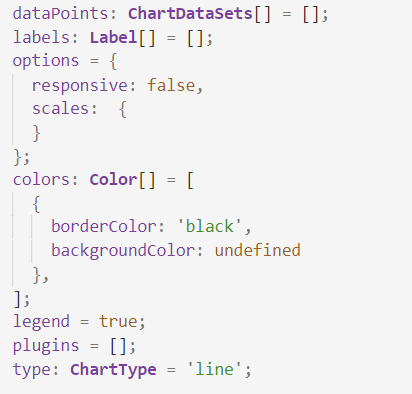 dataPoints: ChartDataSets[] = [];
labels: Label[] = [];
options = {
  responsive: false,
  scales:  {
  }
};
colors: Color[] = [
  {
    borderColor: 'black',
    backgroundColor: undefined
  },
];
legend = true;
plugins = [];
type: ChartType = 'line';